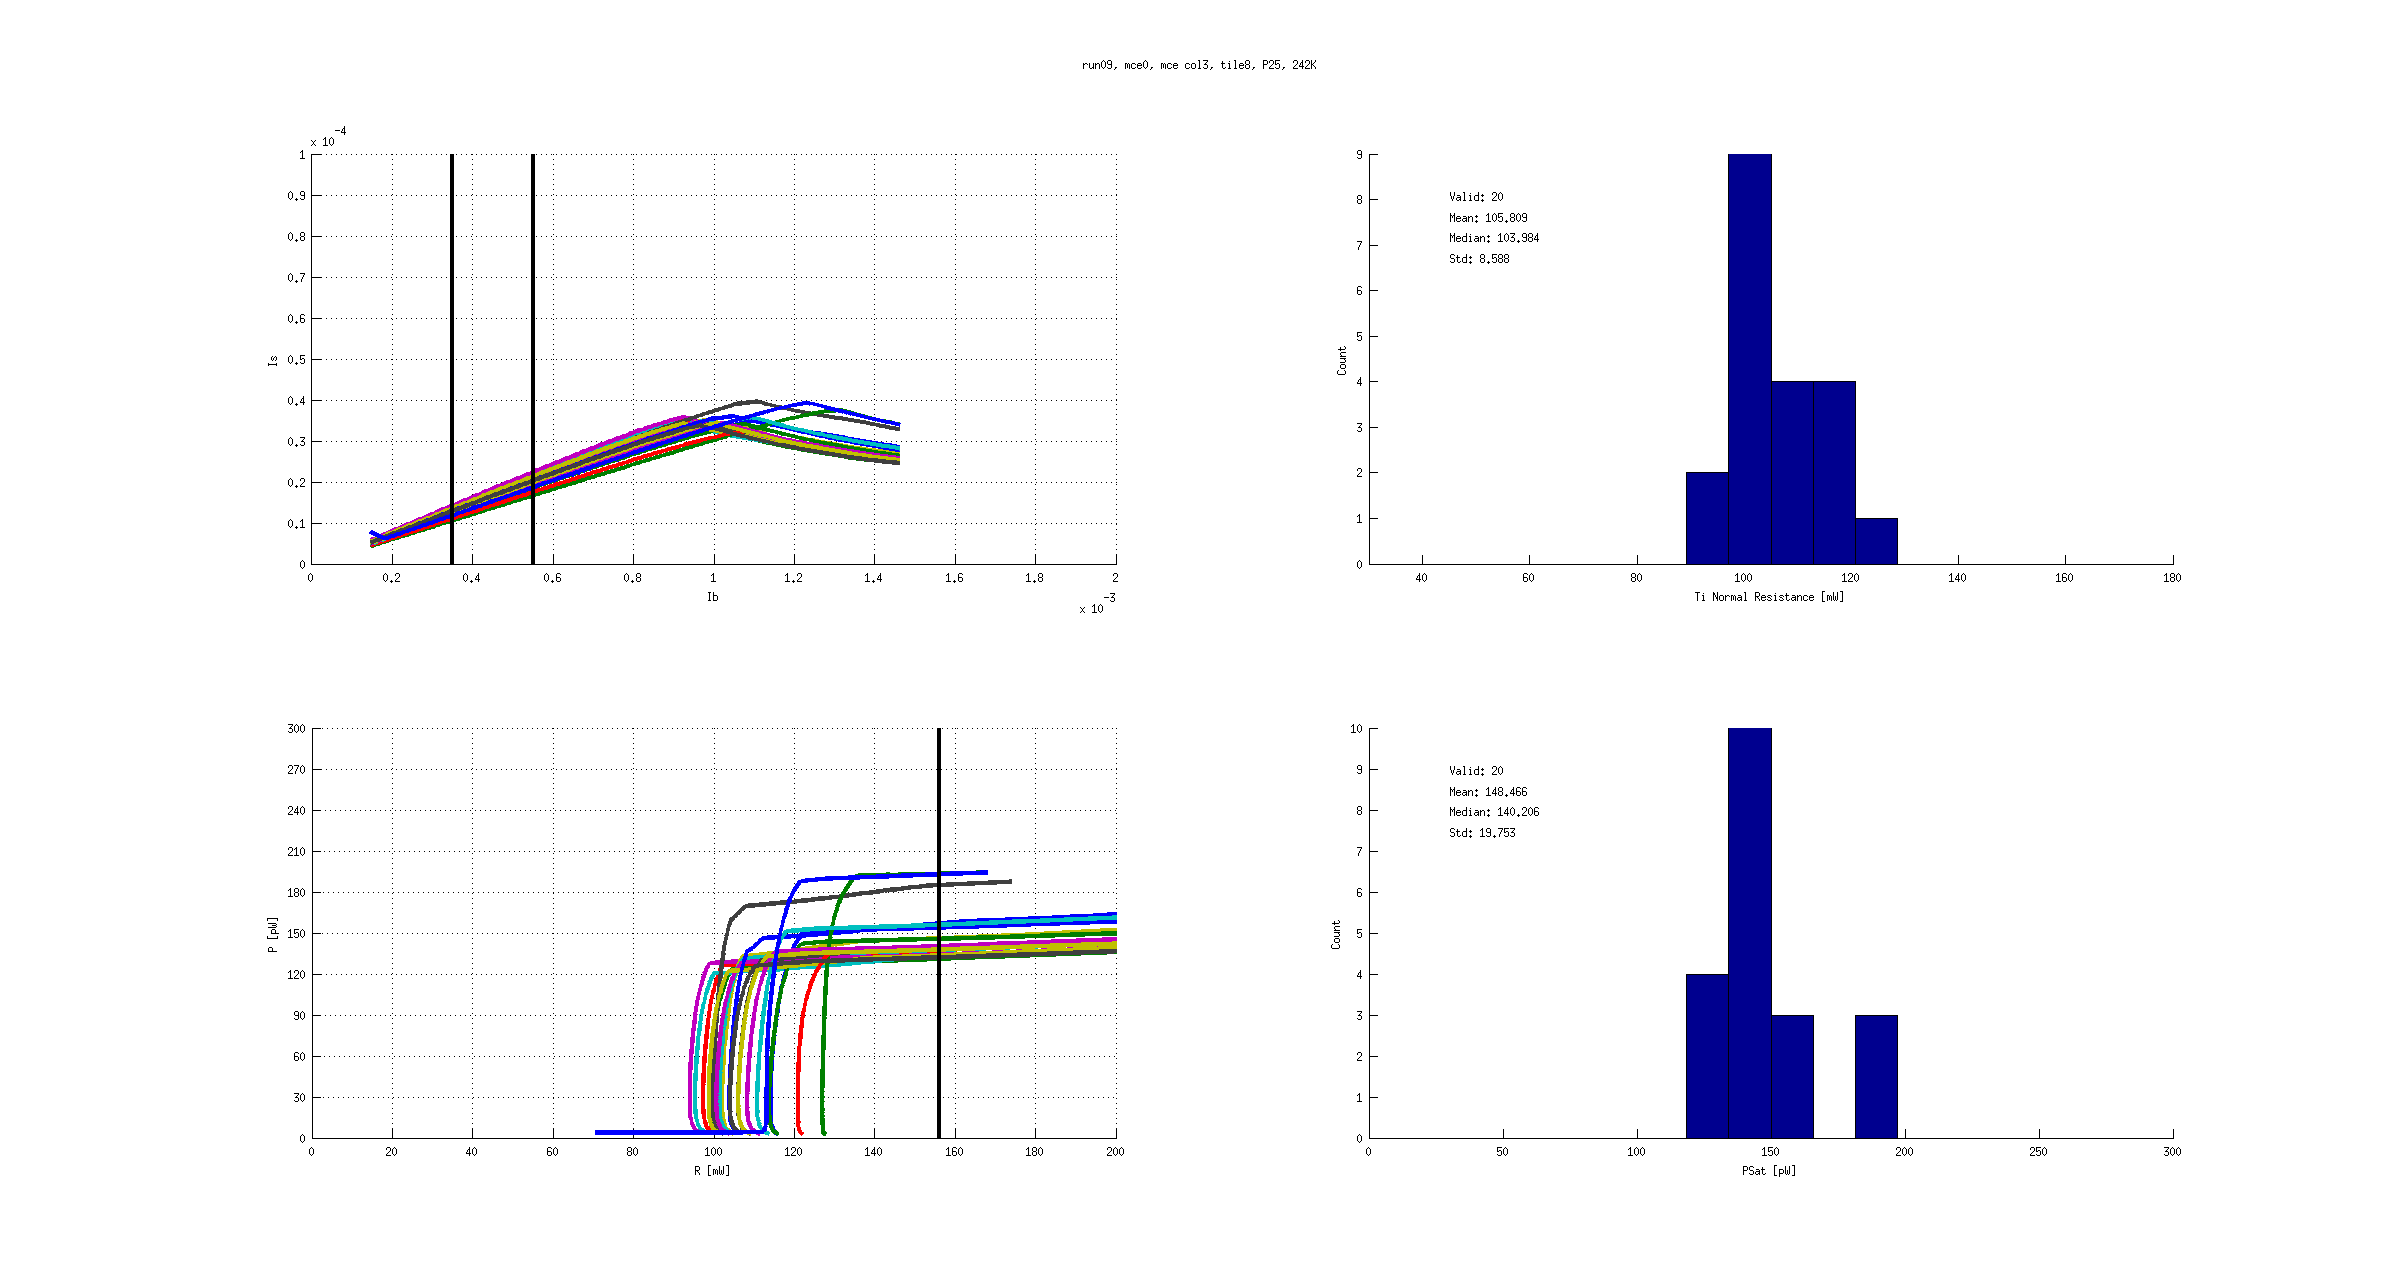 run09, mce0, mce col3, tile8, P25, 242K
x 10^-4
1
0.9
0.8
0.7
0.6
0.5
0.4
0.3
0.2
0.1
0
Is
0 0.2 0.4 0.6 0.8 1 1.2 1.4 1.6 1.8 2
Ib
x 10^-3
9
8
7
6
5
4
3
2
1
0
Count
Valid: 20
Mean: 105.809
Median: 103.984
Std: 8.588
40 60 80 100 120 140 160 180
Ti Normal Resistance [mW]
300
270
240
210
180
150
120
90
60
30
0
P [pW]
0 20 40 60 80 100 120 140 160 180 200
R [mW]
10
9
8
7
6
5
4
3
2
1
0
Count
Valid: 20
Mean: 148.466
Median: 140.206
Std: 19.753
0 50 100 150 200 250 300
PSat [pW]